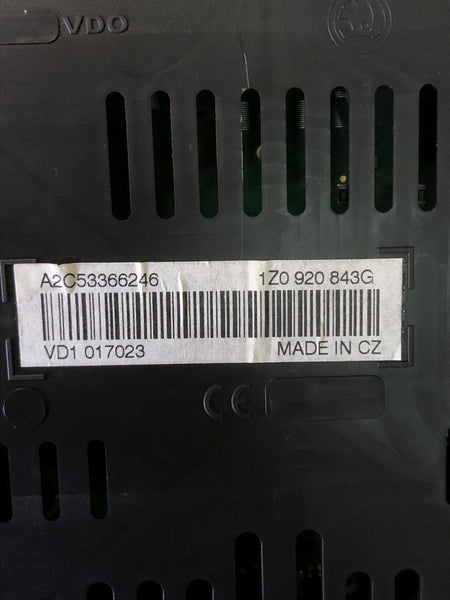 VDO
A2C53366246 1Z0 920 843G
VD1 017023 MADE IN CZ
CE